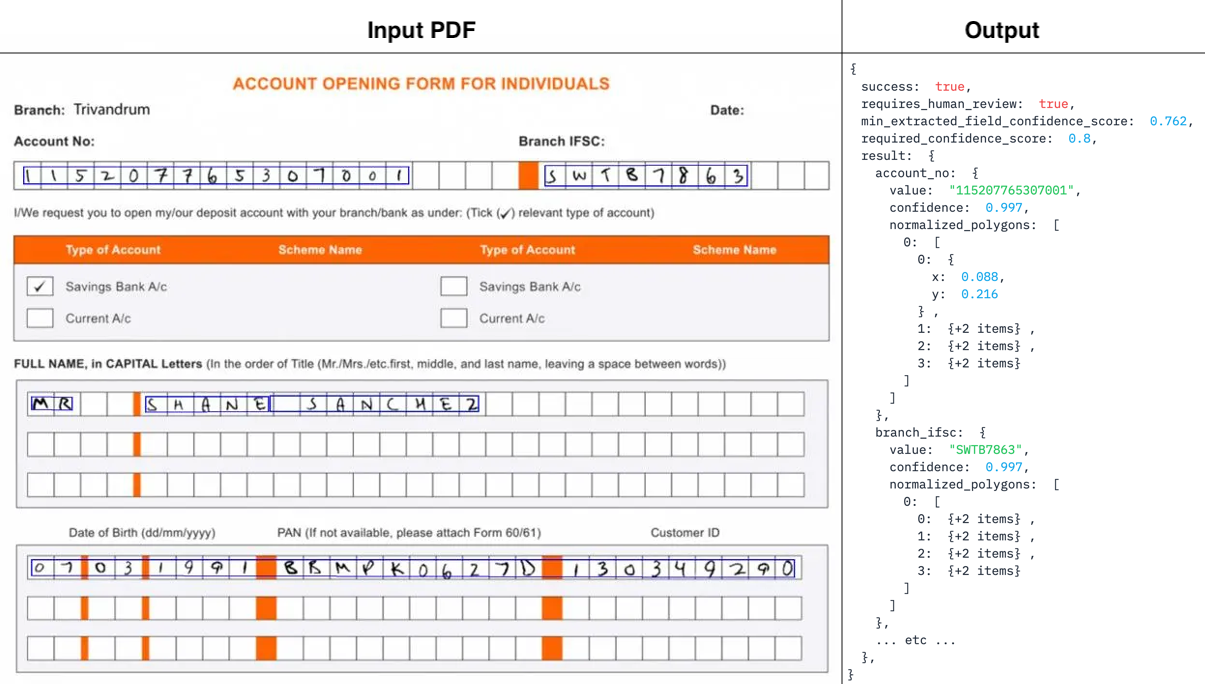 Input PDF
Output
ACCOUNT OPENING FORM FOR INDIVIDUALS
Branch: Trivandrum
Date:
Account No:
Branch IFSC:
115207765307001
SWTB7863
I/We request you to open my/our deposit account with your branch/bank as under: (Tick (✓) relevant type of account)
Type of Account Scheme Name Type of Account Scheme Name
✓ Savings Bank A/c Savings Bank A/c
Current A/c Current A/c
FULL NAME, in CAPITAL Letters (In the order of Title (Mr./Mrs./etc.first, middle, and last name, leaving a space between words))
MR SHANE SANCHEZ
Date of Birth (dd/mm/yyyy) PAN (If not available, please attach Form 60/61) Customer ID
07 03 1991 BBMPK0627D 130349290
{
success: true,
requires_human_review: true,
min_extracted_field_confidence_score: 0.762,
required_confidence_score: 0.8,
result: {
account_no: {
value: "115207765307001",
confidence: 0.997,
normalized_polygons: [
0: [
0: {
x: 0.088,
y: 0.216
} ,
1: {+2 items} ,
2: {+2 items} ,
3: {+2 items}
]
]
},
branch_ifsc: {
value: "SWTB7863",
confidence: 0.997,
normalized_polygons: [
0: [
0: {+2 items} ,
1: {+2 items} ,
2: {+2 items} ,
3: {+2 items}
]
]
},
... etc ...
},
}